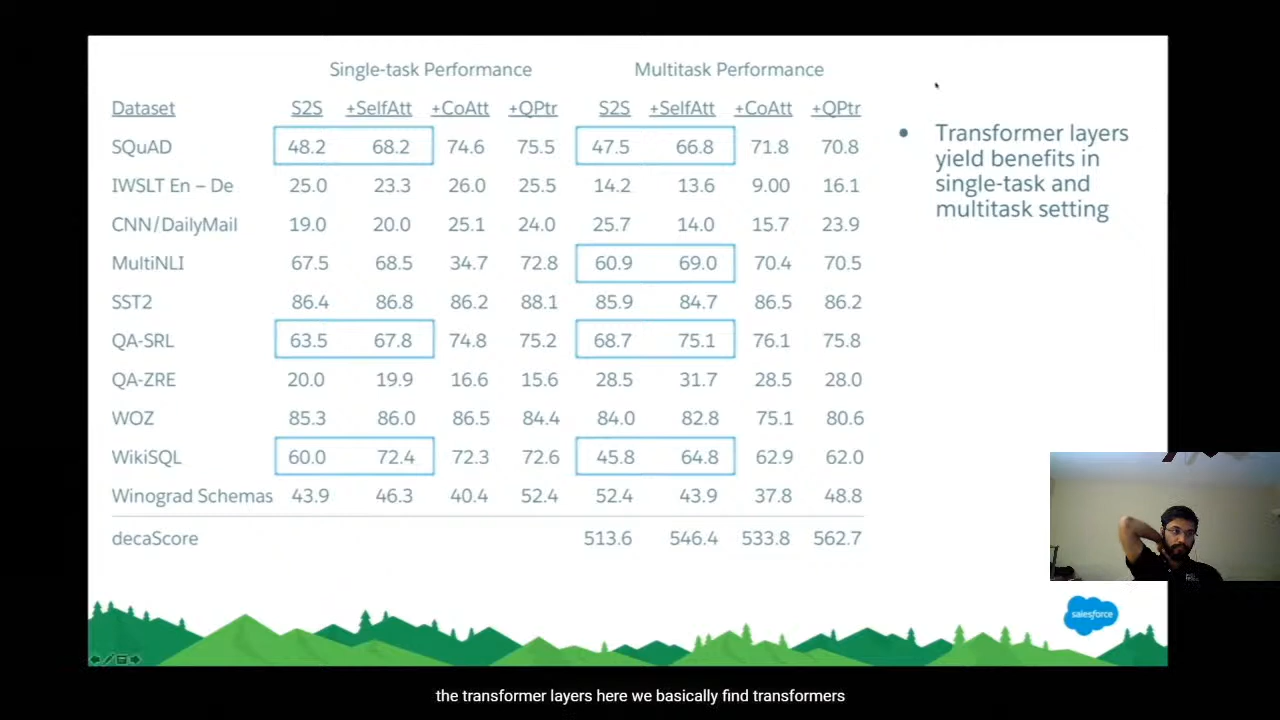 Single-task Performance Multitask Performance
Dataset S2S +SelfAtt +CoAtt +QPtr S2S +SelfAtt +CoAtt +QPtr
SQuAD 48.2 68.2 74.6 75.5 47.5 66.8 71.8 70.8
IWSLT En – De 25.0 23.3 26.0 25.5 14.2 13.6 9.00 16.1
CNN/DailyMail 19.0 20.0 25.1 24.0 25.7 14.0 15.7 23.9
MultiNLI 67.5 68.5 34.7 72.8 60.9 69.0 70.4 70.5
SST2 86.4 86.8 86.2 88.1 85.9 84.7 86.5 86.2
QA-SRL 63.5 67.8 74.8 75.2 68.7 75.1 76.1 75.8
QA-ZRE 20.0 19.9 16.6 15.6 28.5 31.7 28.5 28.0
WOZ 85.3 86.0 86.5 84.4 84.0 82.8 75.1 80.6
WikiSQL 60.0 72.4 72.3 72.6 45.8 64.8 62.9 62.0
Winograd Schemas 43.9 46.3 40.4 52.4 52.4 43.9 37.8 48.8
decaScore 513.6 546.4 533.8 562.7
• Transformer layers
yield benefits in
single-task and
multitask setting
salesforce
the transformer layers here we basically find transformers